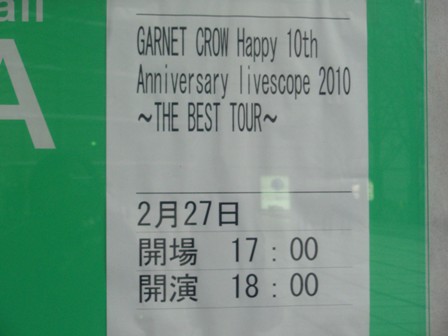 all
A
GARNET CROW Happy 10th
Anniversary livescope 2010
~THE BEST TOUR~
2月27日
開場 17:00
開演 18:00